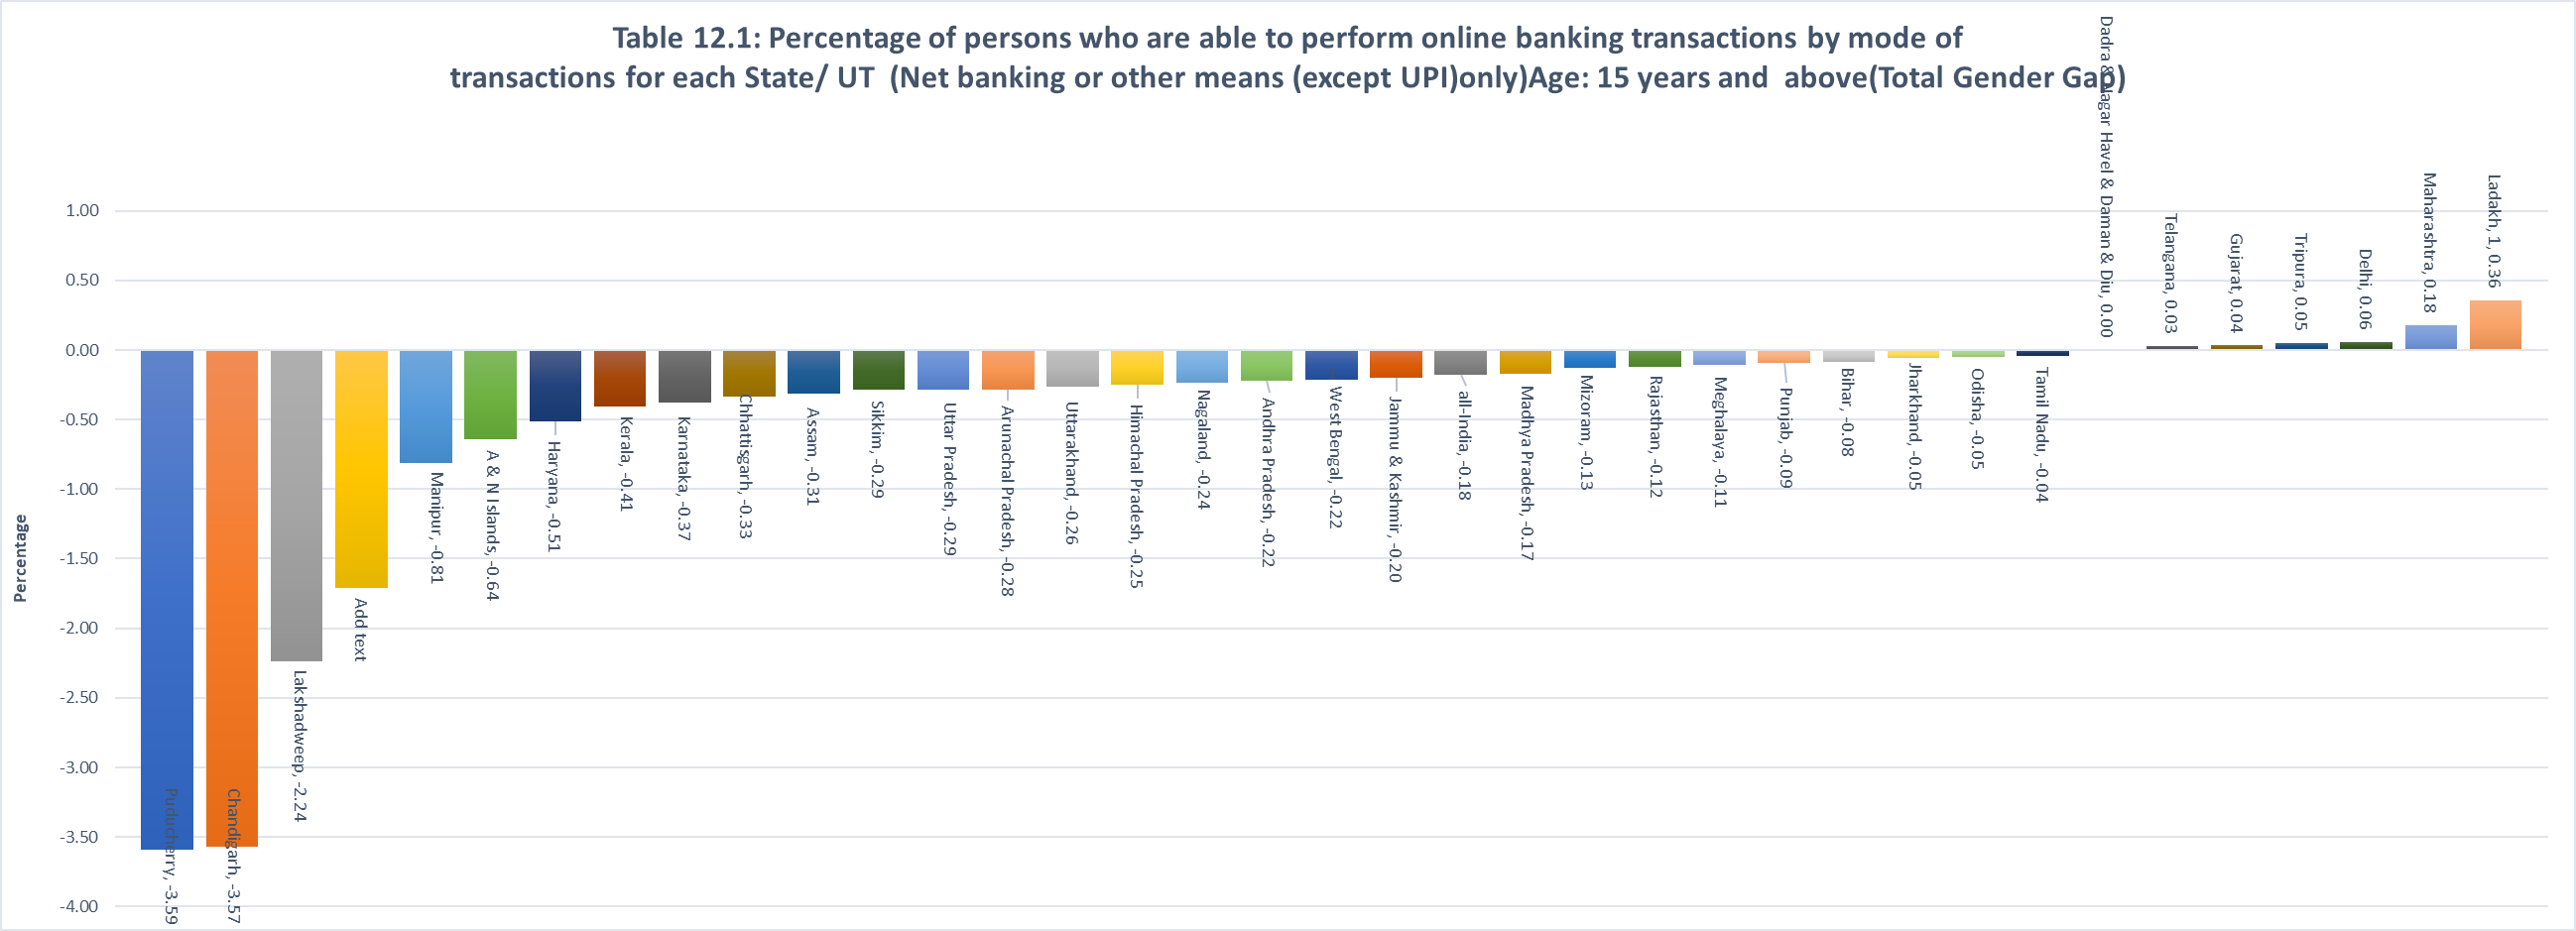 Table 12.1: Percentage of persons who are able to perform online banking transactions by mode of
transactions for each State/ UT  (Net banking or other means (except UPI)only)Age: 15 years and  above(Total Gender Gap)
Percentage
1.00
0.50
0.00
-0.50
-1.00
-1.50
-2.00
-2.50
-3.00
-3.50
-4.00
Puducherry, -3.59
Chandigarh, -3.57
Lakshadweep, -2.24
Add text
Manipur, -0.81
A & N Islands, -0.64
Haryana, -0.51
Kerala, -0.41
Karnataka, -0.37
Chhattisgarh, -0.33
Assam, -0.31
Sikkim, -0.29
Uttar Pradesh, -0.29
Arunachal Pradesh, -0.28
Uttarakhand, -0.26
Himachal Pradesh, -0.25
Nagaland, -0.24
Andhra Pradesh, -0.22
West Bengal, -0.22
Jammu & Kashmir, -0.20
all-India, -0.18
Madhya Pradesh, -0.17
Mizoram, -0.13
Rajasthan, -0.12
Meghalaya, -0.11
Punjab, -0.09
Bihar, -0.08
Jharkhand, -0.05
Odisha, -0.05
Tamil Nadu, -0.04
Dadra & Nagar Havel & Daman & Diu, 0.00
Telangana, 0.03
Gujarat, 0.04
Tripura, 0.05
Delhi, 0.06
Maharashtra, 0.18
Ladakh, 1, 0.36